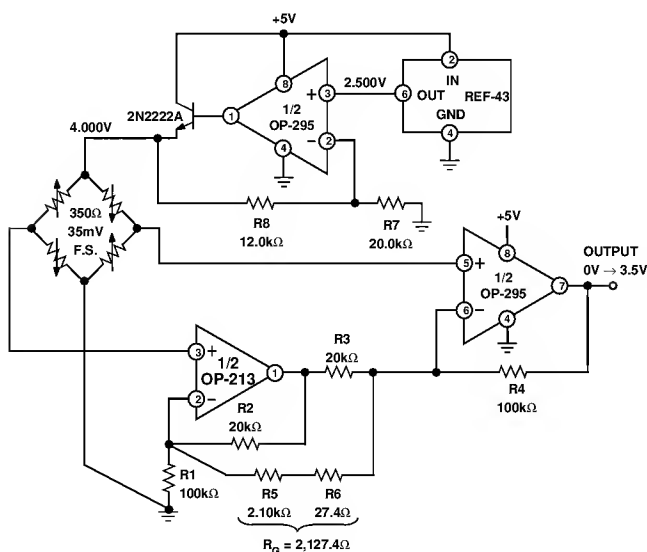 +5V
2
IN
6
OUT
REF-43
GND
4
2.500V
8
+
3
1/2
OP-295
1
−
2
4
2N2222A
4.000V
350Ω
35mV
F.S.
R8
12.0kΩ
R7
20.0kΩ
+5V
8
5
+
1/2
OP-295
7
6
−
4
OUTPUT
0V → 3.5V
3
+
1/2
OP-213
1
2
−
R3
20kΩ
R2
20kΩ
R4
100kΩ
R1
100kΩ
R5
2.10kΩ
R6
27.4Ω
RG = 2,127.4Ω